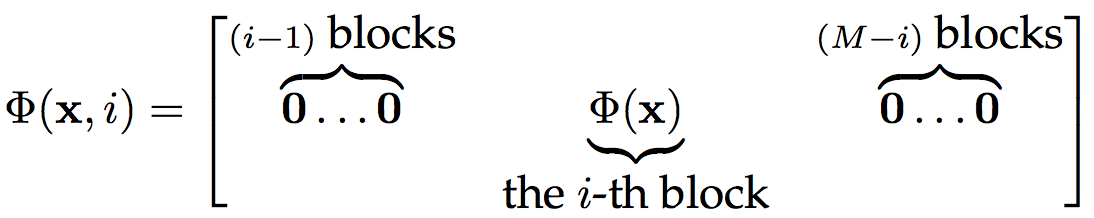 (i−1) blocks (M−i) blocks
Φ(x, i) = [ 0 . . . 0 Φ(x) 0 . . . 0 ]
the i-th block